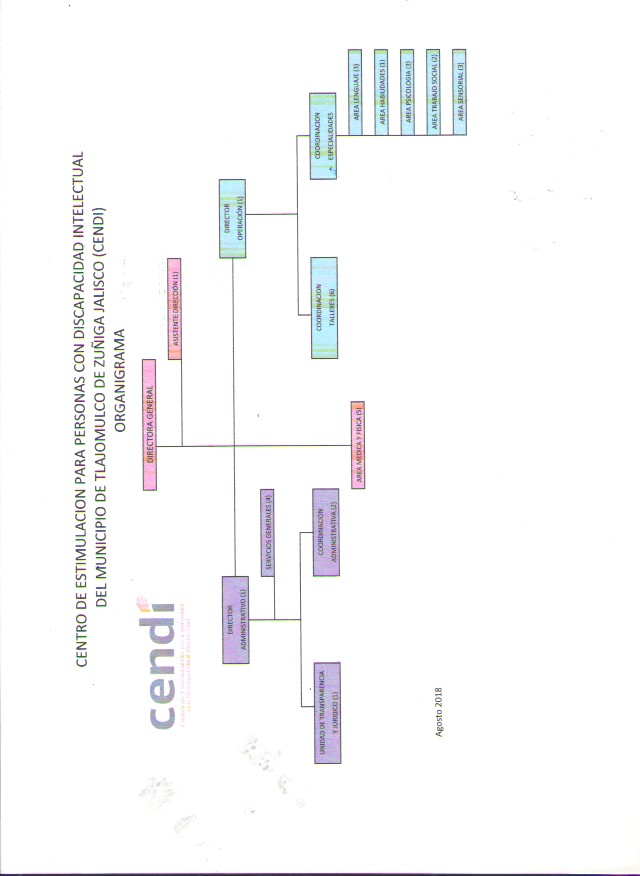 CENTRO DE ESTIMULACION PARA PERSONAS CON DISCAPACIDAD INTELECTUAL
DEL MUNICIPIO DE TLAJOMULCO DE ZUÑIGA JALISCO (CENDI)
ORGANIGRAMA
cendi
DIRECTORA GENERAL
ASISTENTE DIRECCIÓN (1)
DIRECTOR
ADMINISTRATIVO (1)
DIRECTOR
OPERACIÓN (1)
SERVICIOS GENERALES (4)
UNIDAD DE TRANSPARENCIA
Y JURIDICO (1)
COORDINACION
ADMINISTRATIVA (2)
AREA MEDICA Y FISICA (5)
COORDINACION
TALLERES (6)
COORDINACION
ESPECIALIDADES
AREA LENGUAJE (3)
AREA HABILIDADES (1)
AREA PSICOLOGIA (3)
AREA TRABAJO SOCIAL (2)
AREA SENSORIAL (3)
Agosto 2018